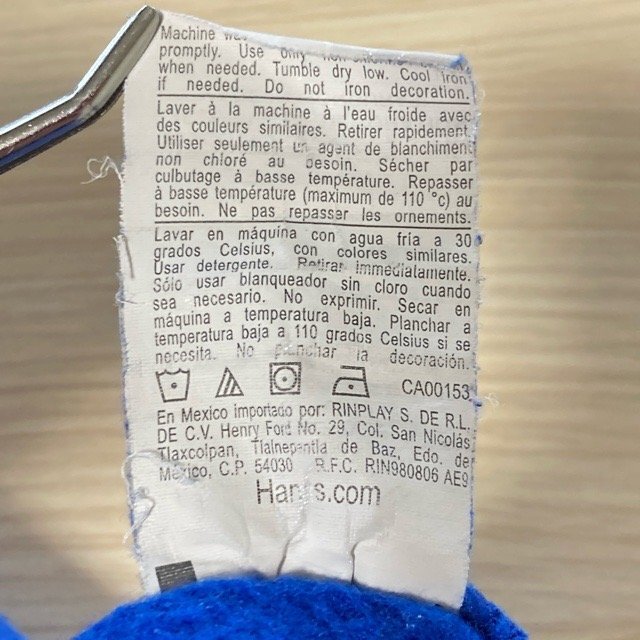 Machine
promptly. Use only
when needed. Tumble dry low. Cool iron
if needed. Do not iron decoration.
Laver à la machine à l'eau froide avec
des couleurs similaires. Retirer rapidement.
Utiliser seulement un agent de blanchiment
non chloré au besoin. Sécher par
culbutage à basse température. Repasser
à basse température (maximum de 110 °c) au
besoin. Ne pas repasser les ornements.
Lavar en máquina con agua fría a 30
grados Celsius, con colores similares.
Usar detergente. Retirar immediatamente.
Sólo usar blanqueador sin cloro cuando
sea necesario. No exprimir. Secar en
máquina a temperatura baja. Planchar a
temperatura baja a 110 grados Celsius si se
necesita. No planchar la decoración.
CA00153
En Mexico importado por: RINPLAY S. DE R.L.
DE C.V. Henry Ford No. 29, Col. San Nicolás
Tlaxcolpan, Tlalnepantla de Baz, Edo. de
México, C.P. 54030 R.F.C. RIN980806 AE9
Hanes.com